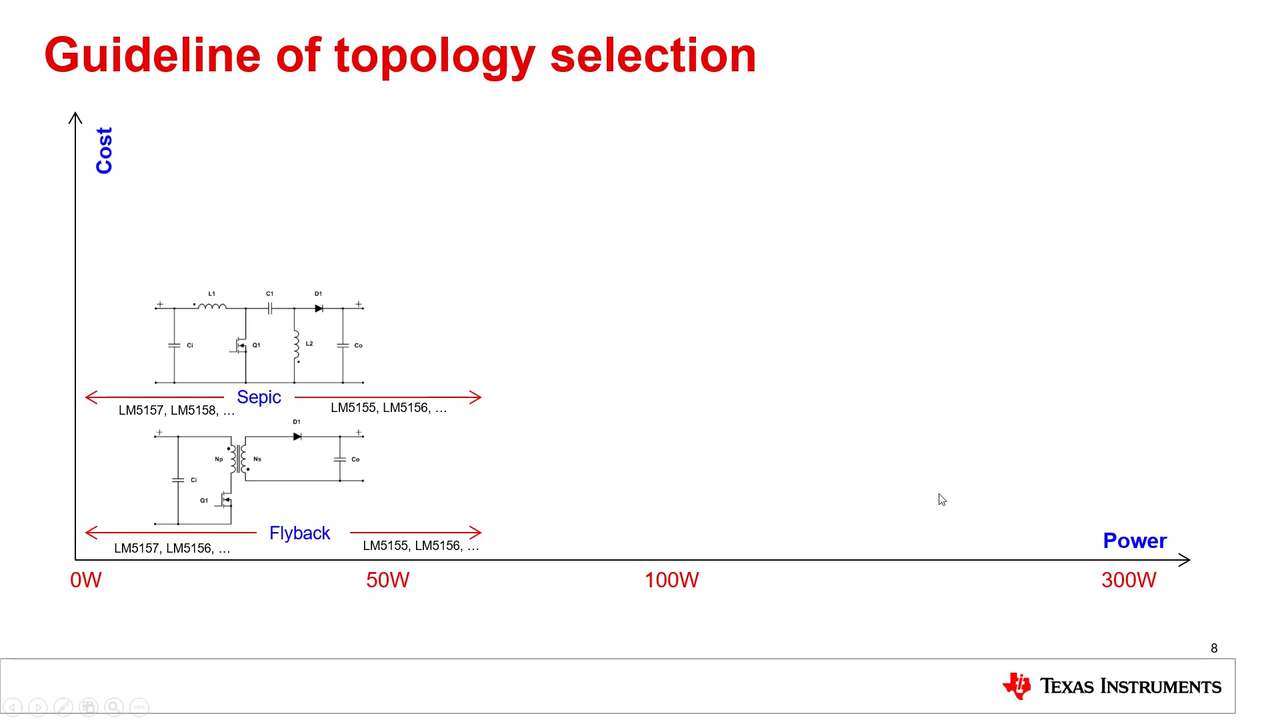 Guideline of topology selection
Cost
L1 C1 D1
+ +
Ci Q1 L2 Co
Sepic
LM5157, LM5158, …
LM5155, LM5156, …
D1
+ +
Np Ns Co
Ci
Q1
Flyback
LM5157, LM5156, …
LM5155, LM5156, …
Power
0W 50W 100W 300W
8
TEXAS INSTRUMENTS